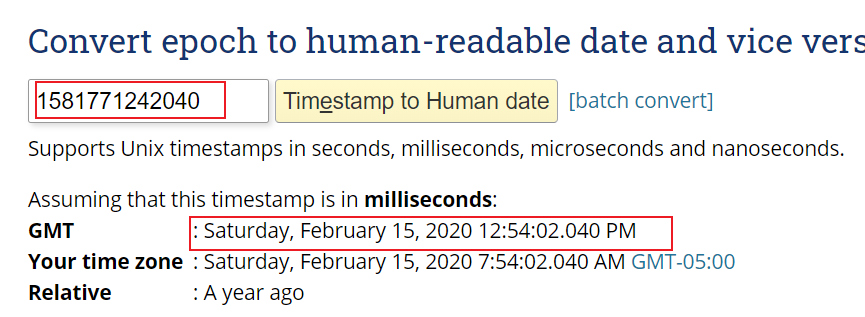 Convert epoch to human-readable date and vice vers
1581771242040 Timestamp to Human date [batch convert]
Supports Unix timestamps in seconds, milliseconds, microseconds and nanoseconds.
Assuming that this timestamp is in milliseconds:
GMT : Saturday, February 15, 2020 12:54:02.040 PM
Your time zone : Saturday, February 15, 2020 7:54:02.040 AM GMT-05:00
Relative : A year ago